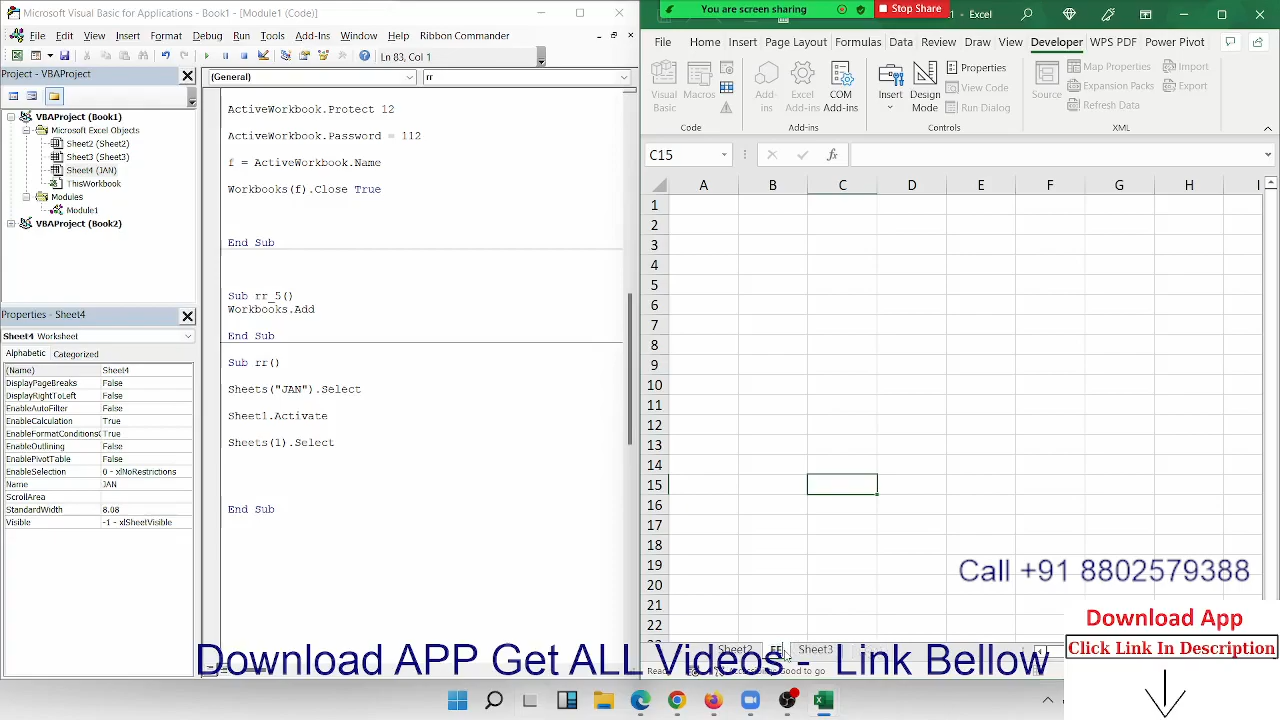 Microsoft Visual Basic for Applications - Book1 - [Module1 (Code)]
You are screen sharing
Stop Share
1 - Excel
File Edit View Insert Format Debug Run Tools Add-Ins Window Help Ribbon Commander
Ln 83, Col 1
File Home Insert Page Layout Formulas Data Review Draw View Developer WPS PDF Power Pivot
Visual Basic
Macros
Code
Add-ins
Excel Add-ins
COM Add-ins
Add-ins
Insert
Design Mode
Properties
View Code
Run Dialog
Controls
Source
Map Properties
Expansion Packs
Refresh Data
Import
Export
XML
Project - VBAProject
VBAProject (Book1)
Microsoft Excel Objects
Sheet2 (Sheet2)
Sheet3 (Sheet3)
Sheet4 (JAN)
ThisWorkbook
Modules
Module1
VBAProject (Book2)
Properties - Sheet4
Sheet4 Worksheet
Alphabetic Categorized
(Name) Sheet4
DisplayPageBreaks False
DisplayRightToLeft False
EnableAutoFilter False
EnableCalculation True
EnableFormatConditions True
EnableOutlining False
EnablePivotTable False
EnableSelection 0 - xlNoRestrictions
Name JAN
ScrollArea
StandardWidth 8.08
Visible -1 - xlSheetVisible
(General) rr
ActiveWorkbook.Protect 12
ActiveWorkbook.Password = 112
f = ActiveWorkbook.Name
Workbooks(f).Close True
End Sub
Sub rr_5()
Workbooks.Add
End Sub
Sub rr()
Sheets("JAN").Select
Sheet1.Activate
Sheets(1).Select
End Sub
C15
fx
A B C D E F G H I
1
2
3
4
5
6
7
8
9
10
11
12
13
14
15
16
17
18
19
20
21
22
Call +91 8802579388
Download App
Click Link In Description
Sheet2 Sheet3
Good to go
Download APP Get ALL Videos - Link Bellow